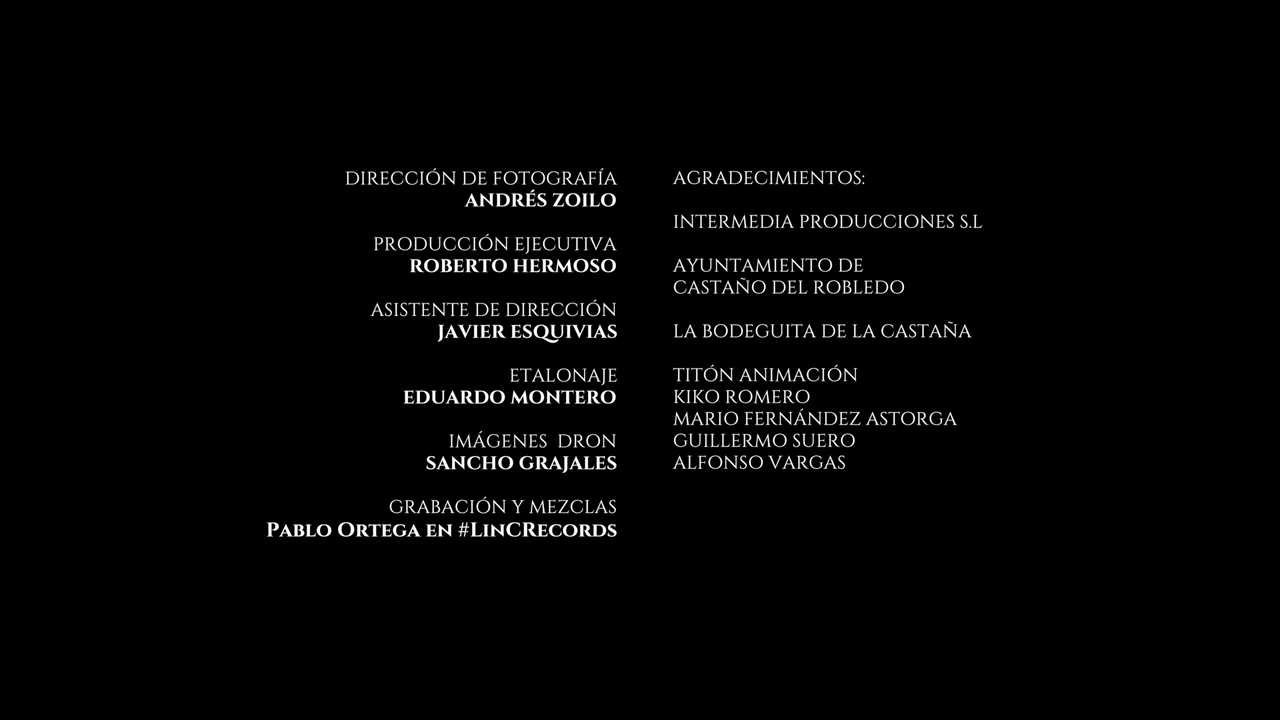 DIRECCIÓN DE FOTOGRAFÍA
ANDRÉS ZOILO
PRODUCCIÓN EJECUTIVA
ROBERTO HERMOSO
ASISTENTE DE DIRECCIÓN
JAVIER ESQUIVIAS
ETALONAJE
EDUARDO MONTERO
IMÁGENES DRON
SANCHO GRAJALES
GRABACIÓN Y MEZCLAS
Pablo Ortega en #LinCRecords
AGRADECIMIENTOS:
INTERMEDIA PRODUCCIONES S.L
AYUNTAMIENTO DE
CASTAÑO DEL ROBLEDO
LA BODEGUITA DE LA CASTAÑA
TITÓN ANIMACIÓN
KIKO ROMERO
MARIO FERNÁNDEZ ASTORGA
GUILLERMO SUERO
ALFONSO VARGAS